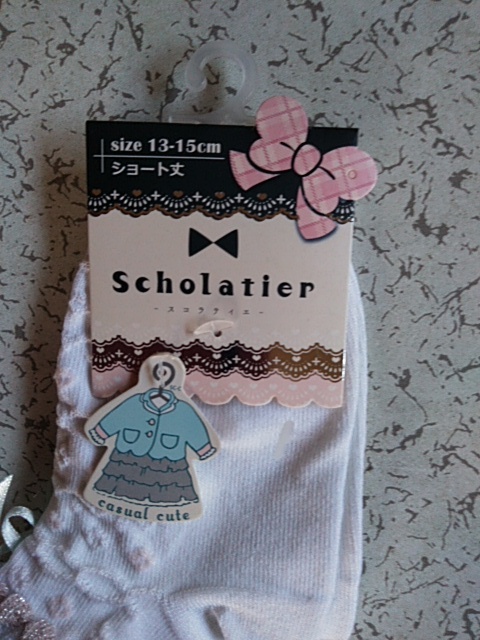 size 13-15cm
ショート丈
Scholatier
-スコラティエ-
casual cute